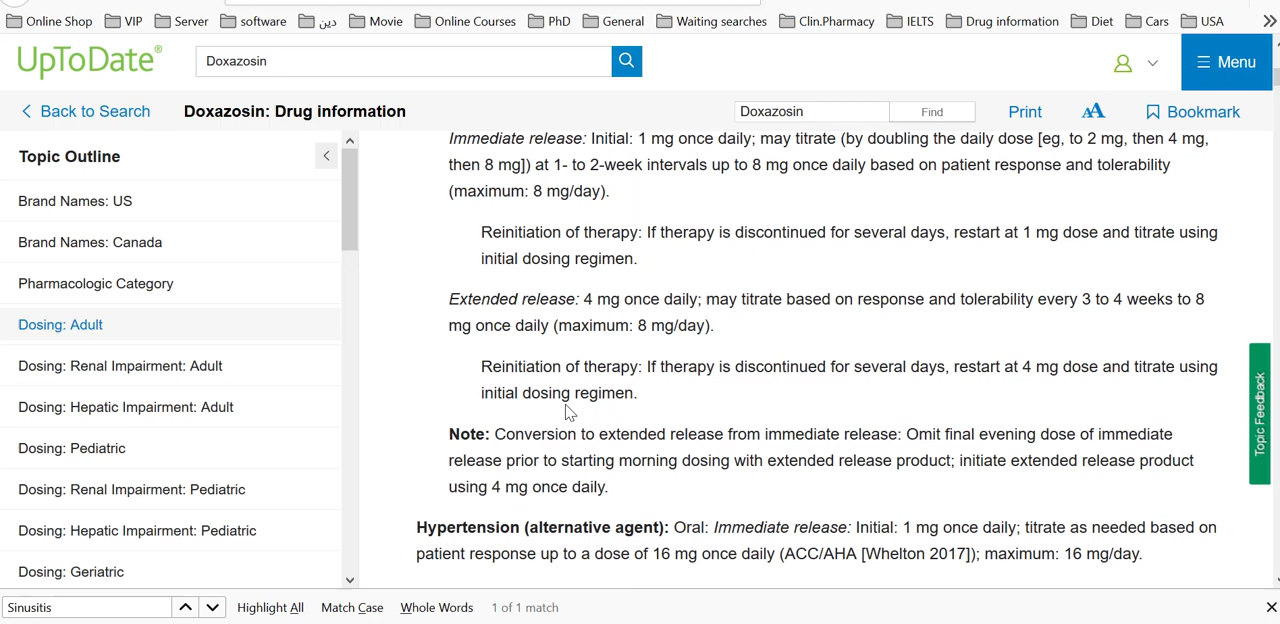 Online Shop VIP Server software دین Movie Online Courses PhD General Waiting searches Clin.Pharmacy IELTS Drug information Diet Cars USA
UpToDate®
Doxazosin
Menu
Back to Search
Doxazosin: Drug information
Doxazosin
Find
Print
AA
Bookmark
Topic Outline
Brand Names: US
Brand Names: Canada
Pharmacologic Category
Dosing: Adult
Dosing: Renal Impairment: Adult
Dosing: Hepatic Impairment: Adult
Dosing: Pediatric
Dosing: Renal Impairment: Pediatric
Dosing: Hepatic Impairment: Pediatric
Dosing: Geriatric
Immediate release: Initial: 1 mg once daily; may titrate (by doubling the daily dose [eg, to 2 mg, then 4 mg,
then 8 mg]) at 1- to 2-week intervals up to 8 mg once daily based on patient response and tolerability
(maximum: 8 mg/day).
Reinitiation of therapy: If therapy is discontinued for several days, restart at 1 mg dose and titrate using
initial dosing regimen.
Extended release: 4 mg once daily; may titrate based on response and tolerability every 3 to 4 weeks to 8
mg once daily (maximum: 8 mg/day).
Reinitiation of therapy: If therapy is discontinued for several days, restart at 4 mg dose and titrate using
initial dosing regimen.
Note: Conversion to extended release from immediate release: Omit final evening dose of immediate
release prior to starting morning dosing with extended release product; initiate extended release product
using 4 mg once daily.
Hypertension (alternative agent): Oral: Immediate release: Initial: 1 mg once daily; titrate as needed based on
patient response up to a dose of 16 mg once daily (ACC/AHA [Whelton 2017]); maximum: 16 mg/day.
Topic Feedback
Sinusitis
Highlight All Match Case Whole Words 1 of 1 match